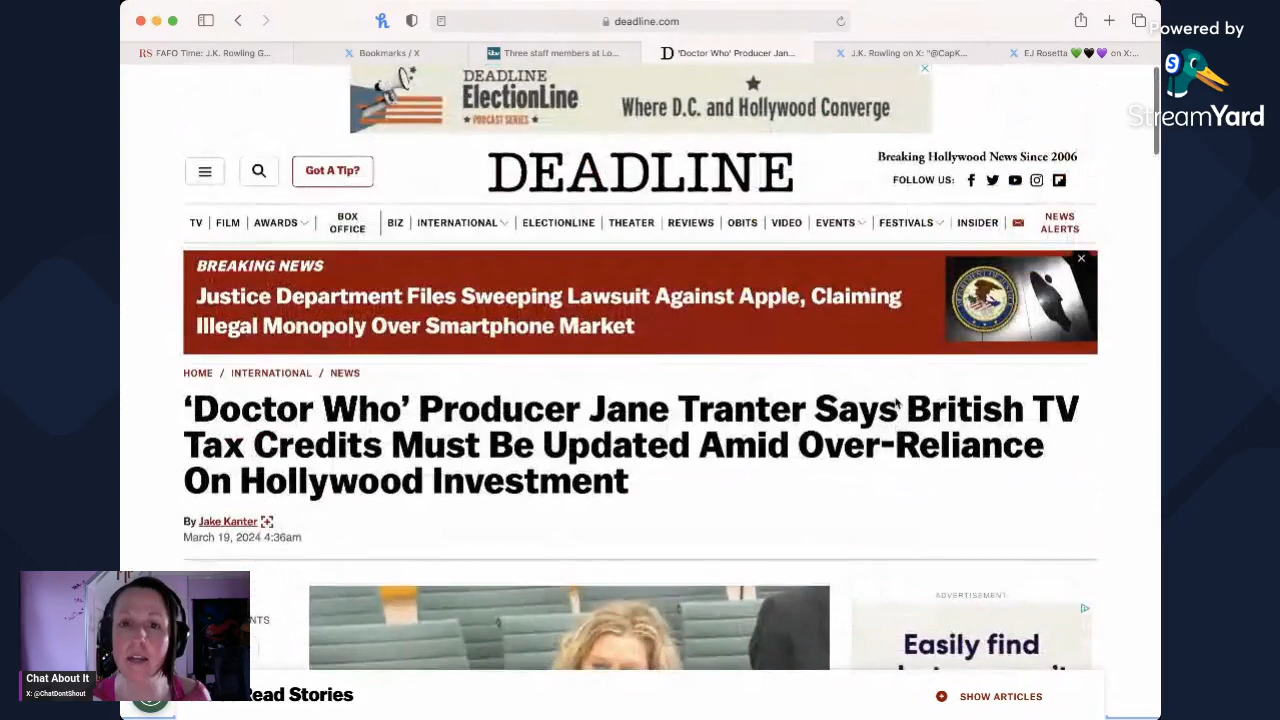 Powered by
StreamYard
deadline.com
RS FAFO Time: J.K. Rowling G...
Bookmarks / X
itv Three staff members at Lo...
D 'Doctor Who' Producer Jan...
J.K. Rowling on X: "@CapK...
EJ Rosetta 💚🖤💜 on X:...
DEADLINE
ElectionLine
★ PODCAST SERIES ★
Where D.C. and Hollywood Converge
Got A Tip?
DEADLINE
Breaking Hollywood News Since 2006
FOLLOW US:
TV | FILM | AWARDS | BOX OFFICE | BIZ | INTERNATIONAL | ELECTIONLINE | THEATER | REVIEWS | OBITS | VIDEO | EVENTS | FESTIVALS | INSIDER | NEWS ALERTS
BREAKING NEWS
Justice Department Files Sweeping Lawsuit Against Apple, Claiming
Illegal Monopoly Over Smartphone Market
HOME / INTERNATIONAL / NEWS
‘Doctor Who’ Producer Jane Tranter Says British TV
Tax Credits Must Be Updated Amid Over-Reliance
On Hollywood Investment
By Jake Kanter
March 19, 2024 4:36am
NTS
ADVERTISEMENT
Easily find
Read Stories
SHOW ARTICLES
Chat About It
X: @ChatDontShout